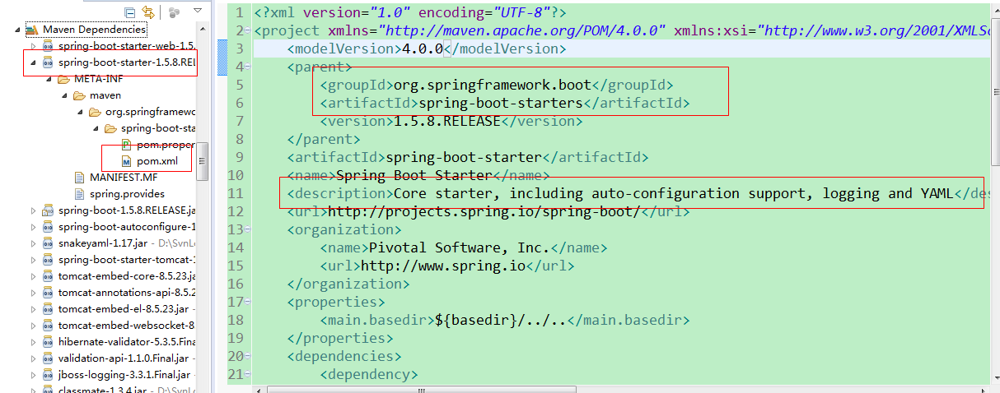 Maven Dependencies
spring-boot-starter-web-1.5.
spring-boot-starter-1.5.8.REL
META-INF
maven
org.springframewo
spring-boot-sta
pom.proper
pom.xml
MANIFEST.MF
spring.provides
spring-boot-1.5.8.RELEASE.ja
spring-boot-autoconfigure-1
snakeyaml-1.17.jar - D:\SvnLo
spring-boot-starter-tomcat-1
tomcat-embed-core-8.5.23.ja
tomcat-annotations-api-8.5.2
tomcat-embed-el-8.5.23.jar -
tomcat-embed-websocket-8.
hibernate-validator-5.3.5.Fina
validation-api-1.1.0.Final.jar -
jboss-logging-3.3.1.Final.jar -
classmate-1.3.4.jar - D:\SvnLo
1 <?xml version="1.0" encoding="UTF-8"?>
2 <project xmlns="http://maven.apache.org/POM/4.0.0" xmlns:xsi="http://www.w3.org/2001/XMLSc
3 <modelVersion>4.0.0</modelVersion>
4 <parent>
5 <groupId>org.springframework.boot</groupId>
6 <artifactId>spring-boot-starters</artifactId>
7 <version>1.5.8.RELEASE</version>
8 </parent>
9 <artifactId>spring-boot-starter</artifactId>
10 <name>Spring Boot Starter</name>
11 <description>Core starter, including auto-configuration support, logging and YAML</des
12 <url>http://projects.spring.io/spring-boot/</url>
13 <organization>
14 <name>Pivotal Software, Inc.</name>
15 <url>http://www.spring.io</url>
16 </organization>
17 <properties>
18 <main.basedir>${basedir}/../..</main.basedir>
19 </properties>
20 <dependencies>
21 <dependency>